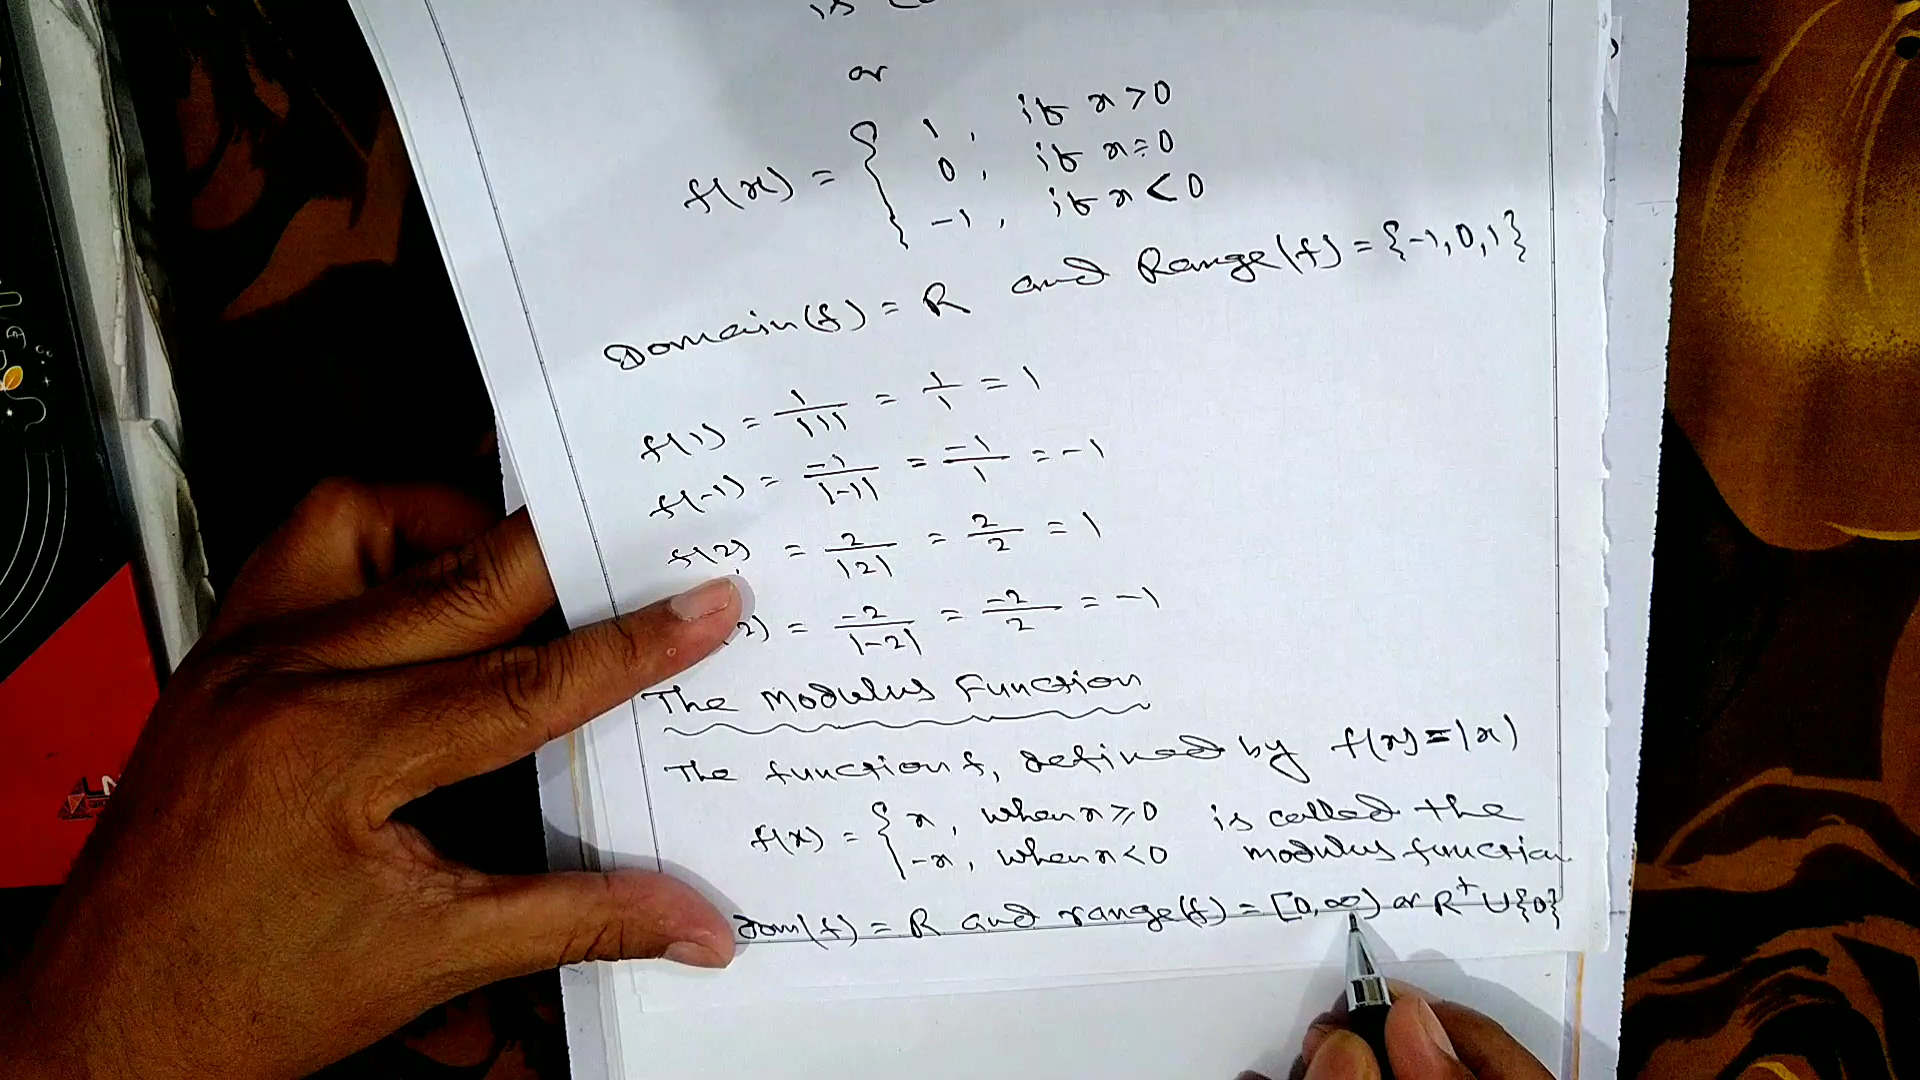 is
or
f(x) = { 1, if x > 0
0, if x = 0
-1, if x < 0
Domain(f) = R and Range(f) = {-1, 0, 1}
f(1) = 1/|1| = 1/1 = 1
f(-1) = -1/|-1| = -1/1 = -1
f(2) = 2/|2| = 2/2 = 1
2) = -2/|-2| = -2/2 = -1
The Modulus Function
The function f, defined by f(x) = |x|
f(x) = { x, when x ≥ 0 is called the
-x, when x < 0 modulus function
dom(f) = R and range(f) = [0, ∞) or R⁺ ∪ {0}